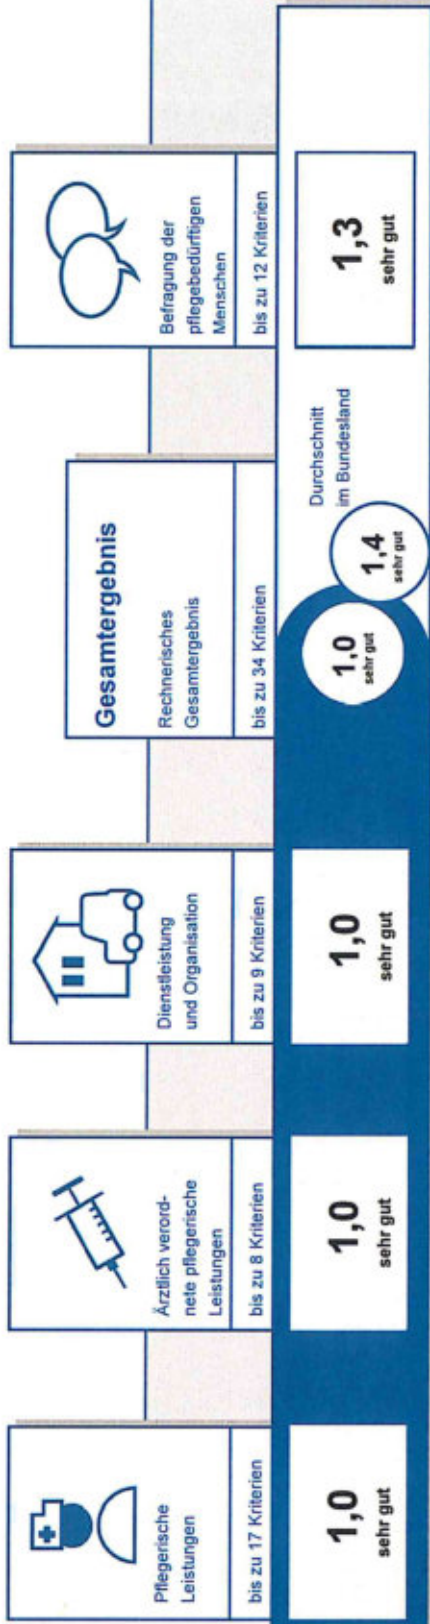 Pflegerische
Leistungen
bis zu 17 Kriterien
1,0
sehr gut
Ärztlich verord-
nete pflegerische
Leistungen
bis zu 8 Kriterien
1,0
sehr gut
Dienstleistung
und Organisation
bis zu 9 Kriterien
1,0
sehr gut
Gesamtergebnis
Rechnerisches
Gesamtergebnis
bis zu 34 Kriterien
1,0
sehr gut
1,4
sehr gut
Durchschnitt
im Bundesland
Befragung der
pflegebedürftigen
Menschen
bis zu 12 Kriterien
1,3
sehr gut